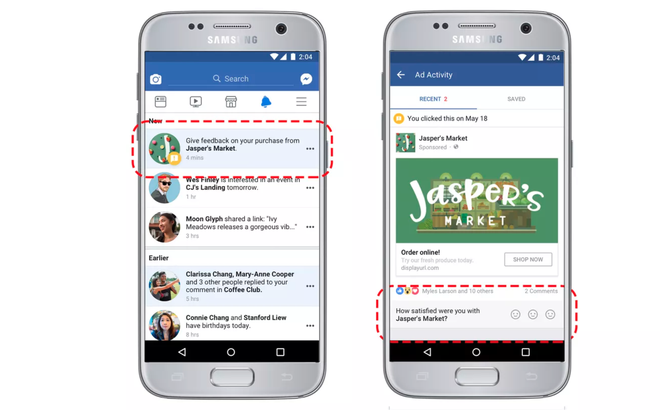 SAMSUNG
2:04
Search
New
Give feedback on your purchase from
Jasper's Market.
4 mins
Wes Finley is interested in an event in
CJ's Landing tomorrow.
1 hr
Moon Glyph shared a link: "Ivy
Meadows releases a gorgeous vib..."
3 hrs
Earlier
Clarissa Chang, Mary-Anne Cooper
and 3 other people replied to your
comment in Coffee Club.
5 hrs
Connie Chang and Stanford Liew
have birthdays today.
8 hrs
SAMSUNG
2:04
Ad Activity
RECENT 2
SAVED
You clicked this on May 18
Jasper's Market
Sponsored
JASPER'S
MARKET
Order online!
Try our fresh produce today.
displayurl.com
SHOP NOW
Myles Larson and 10 others
2 Comments
How satisfied were you with
Jasper's Market?